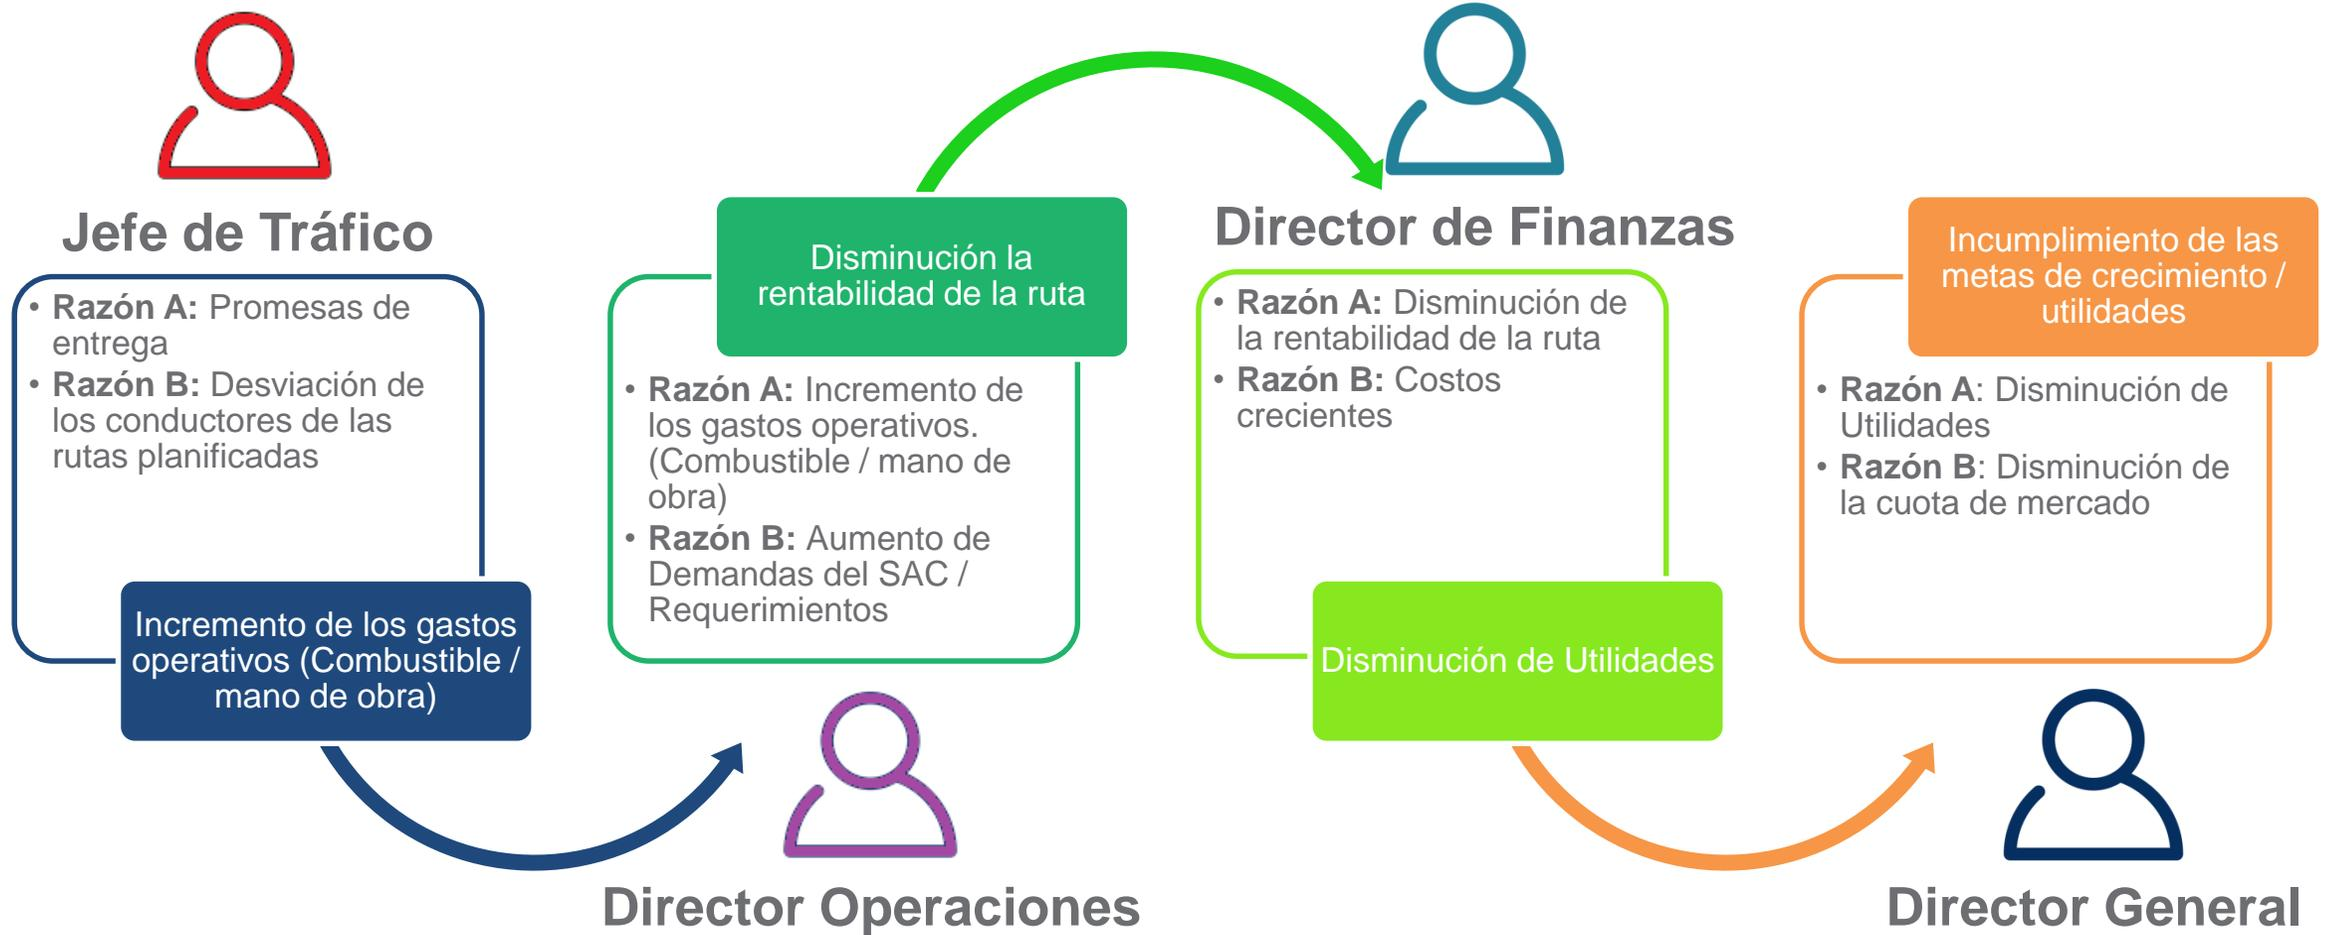 Jefe de Tráfico
• Razón A: Promesas de
entrega
• Razón B: Desviación de
los conductores de las
rutas planificadas
Incremento de los gastos
operativos (Combustible /
mano de obra)
Disminución la
rentabilidad de la ruta
• Razón A: Incremento de
los gastos operativos.
(Combustible / mano de
obra)
• Razón B: Aumento de
Demandas del SAC /
Requerimientos
Director Operaciones
Director de Finanzas
• Razón A: Disminución de
la rentabilidad de la ruta
• Razón B: Costos
crecientes
Disminución de Utilidades
Incumplimiento de las
metas de crecimiento /
utilidades
• Razón A: Disminución de
Utilidades
• Razón B: Disminución de
la cuota de mercado
Director General